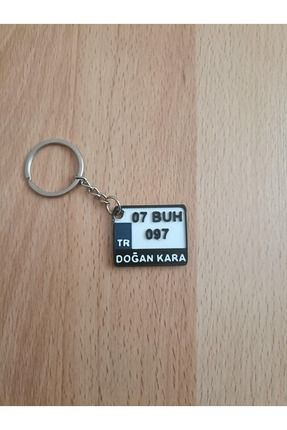 07 BUH
TR 097
DOĞAN KARA